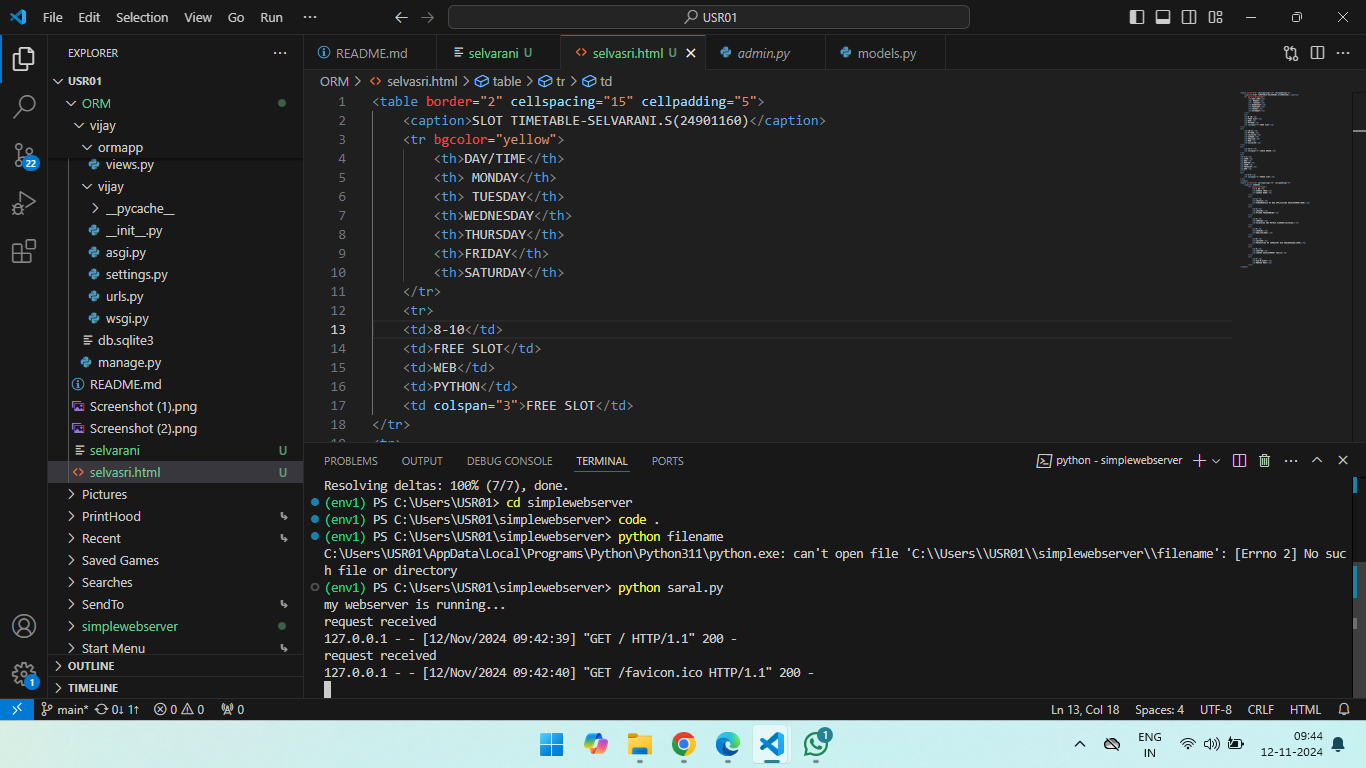 File Edit Selection View Go Run ··· USR01
EXPLORER ···
USR01
ORM
vijay
ormapp
views.py
vijay
__pycache__
__init__.py
asgi.py
settings.py
urls.py
wsgi.py
db.sqlite3
manage.py
README.md
Screenshot (1).png
Screenshot (2).png
selvarani U
selvasri.html U
Pictures
PrintHood
Recent
Saved Games
Searches
SendTo
simplewebserver
Start Menu
OUTLINE
TIMELINE
22
1
README.md selvarani U selvasri.html U admin.py models.py
ORM > selvasri.html > table > tr > td
1 <table border="2" cellspacing="15" cellpadding="5">
2 <caption>SLOT TIMETABLE-SELVARANI.S(24901160)</caption>
3 <tr bgcolor="yellow">
4 <th>DAY/TIME</th>
5 <th> MONDAY</th>
6 <th> TUESDAY</th>
7 <th>WEDNESDAY</th>
8 <th>THURSDAY</th>
9 <th>FRIDAY</th>
10 <th>SATURDAY</th>
11 </tr>
12 <tr>
13 <td>8-10</td>
14 <td>FREE SLOT</td>
15 <td>WEB</td>
16 <td>PYTHON</td>
17 <td colspan="3">FREE SLOT</td>
18 </tr>
PROBLEMS OUTPUT DEBUG CONSOLE TERMINAL PORTS python - simplewebserver
Resolving deltas: 100% (7/7), done.
(env1) PS C:\Users\USR01> cd simplewebserver
(env1) PS C:\Users\USR01\simplewebserver> code .
(env1) PS C:\Users\USR01\simplewebserver> python filename
C:\Users\USR01\AppData\Local\Programs\Python\Python311\python.exe: can't open file 'C:\\Users\\USR01\\simplewebserver\\filename': [Errno 2] No suc
h file or directory
(env1) PS C:\Users\USR01\simplewebserver> python saral.py
my webserver is running...
request received
127.0.0.1 - - [12/Nov/2024 09:42:39] "GET / HTTP/1.1" 200 -
request received
127.0.0.1 - - [12/Nov/2024 09:42:40] "GET /favicon.ico HTTP/1.1" 200 -
main* 0↓ 1↑ 0 0 0 Ln 13, Col 18 Spaces: 4 UTF-8 CRLF HTML
1
ENG
IN
09:44
12-11-2024